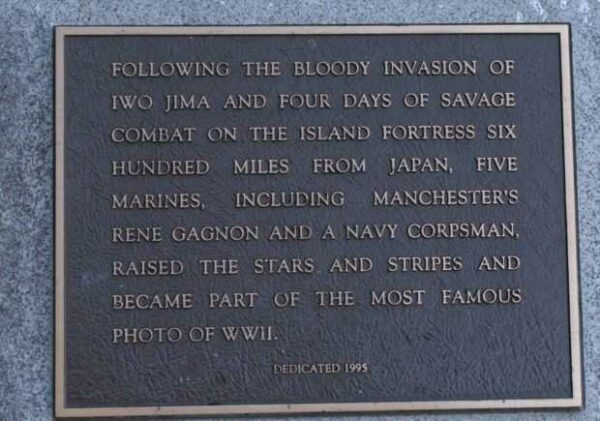 FOLLOWING THE BLOODY INVASION OF
IWO JIMA AND FOUR DAYS OF SAVAGE
COMBAT ON THE ISLAND FORTRESS SIX
HUNDRED MILES FROM JAPAN, FIVE
MARINES, INCLUDING MANCHESTER'S
RENE GAGNON AND A NAVY CORPSMAN,
RAISED THE STARS AND STRIPES AND
BECAME PART OF THE MOST FAMOUS
PHOTO OF WWII.
DEDICATED 1995